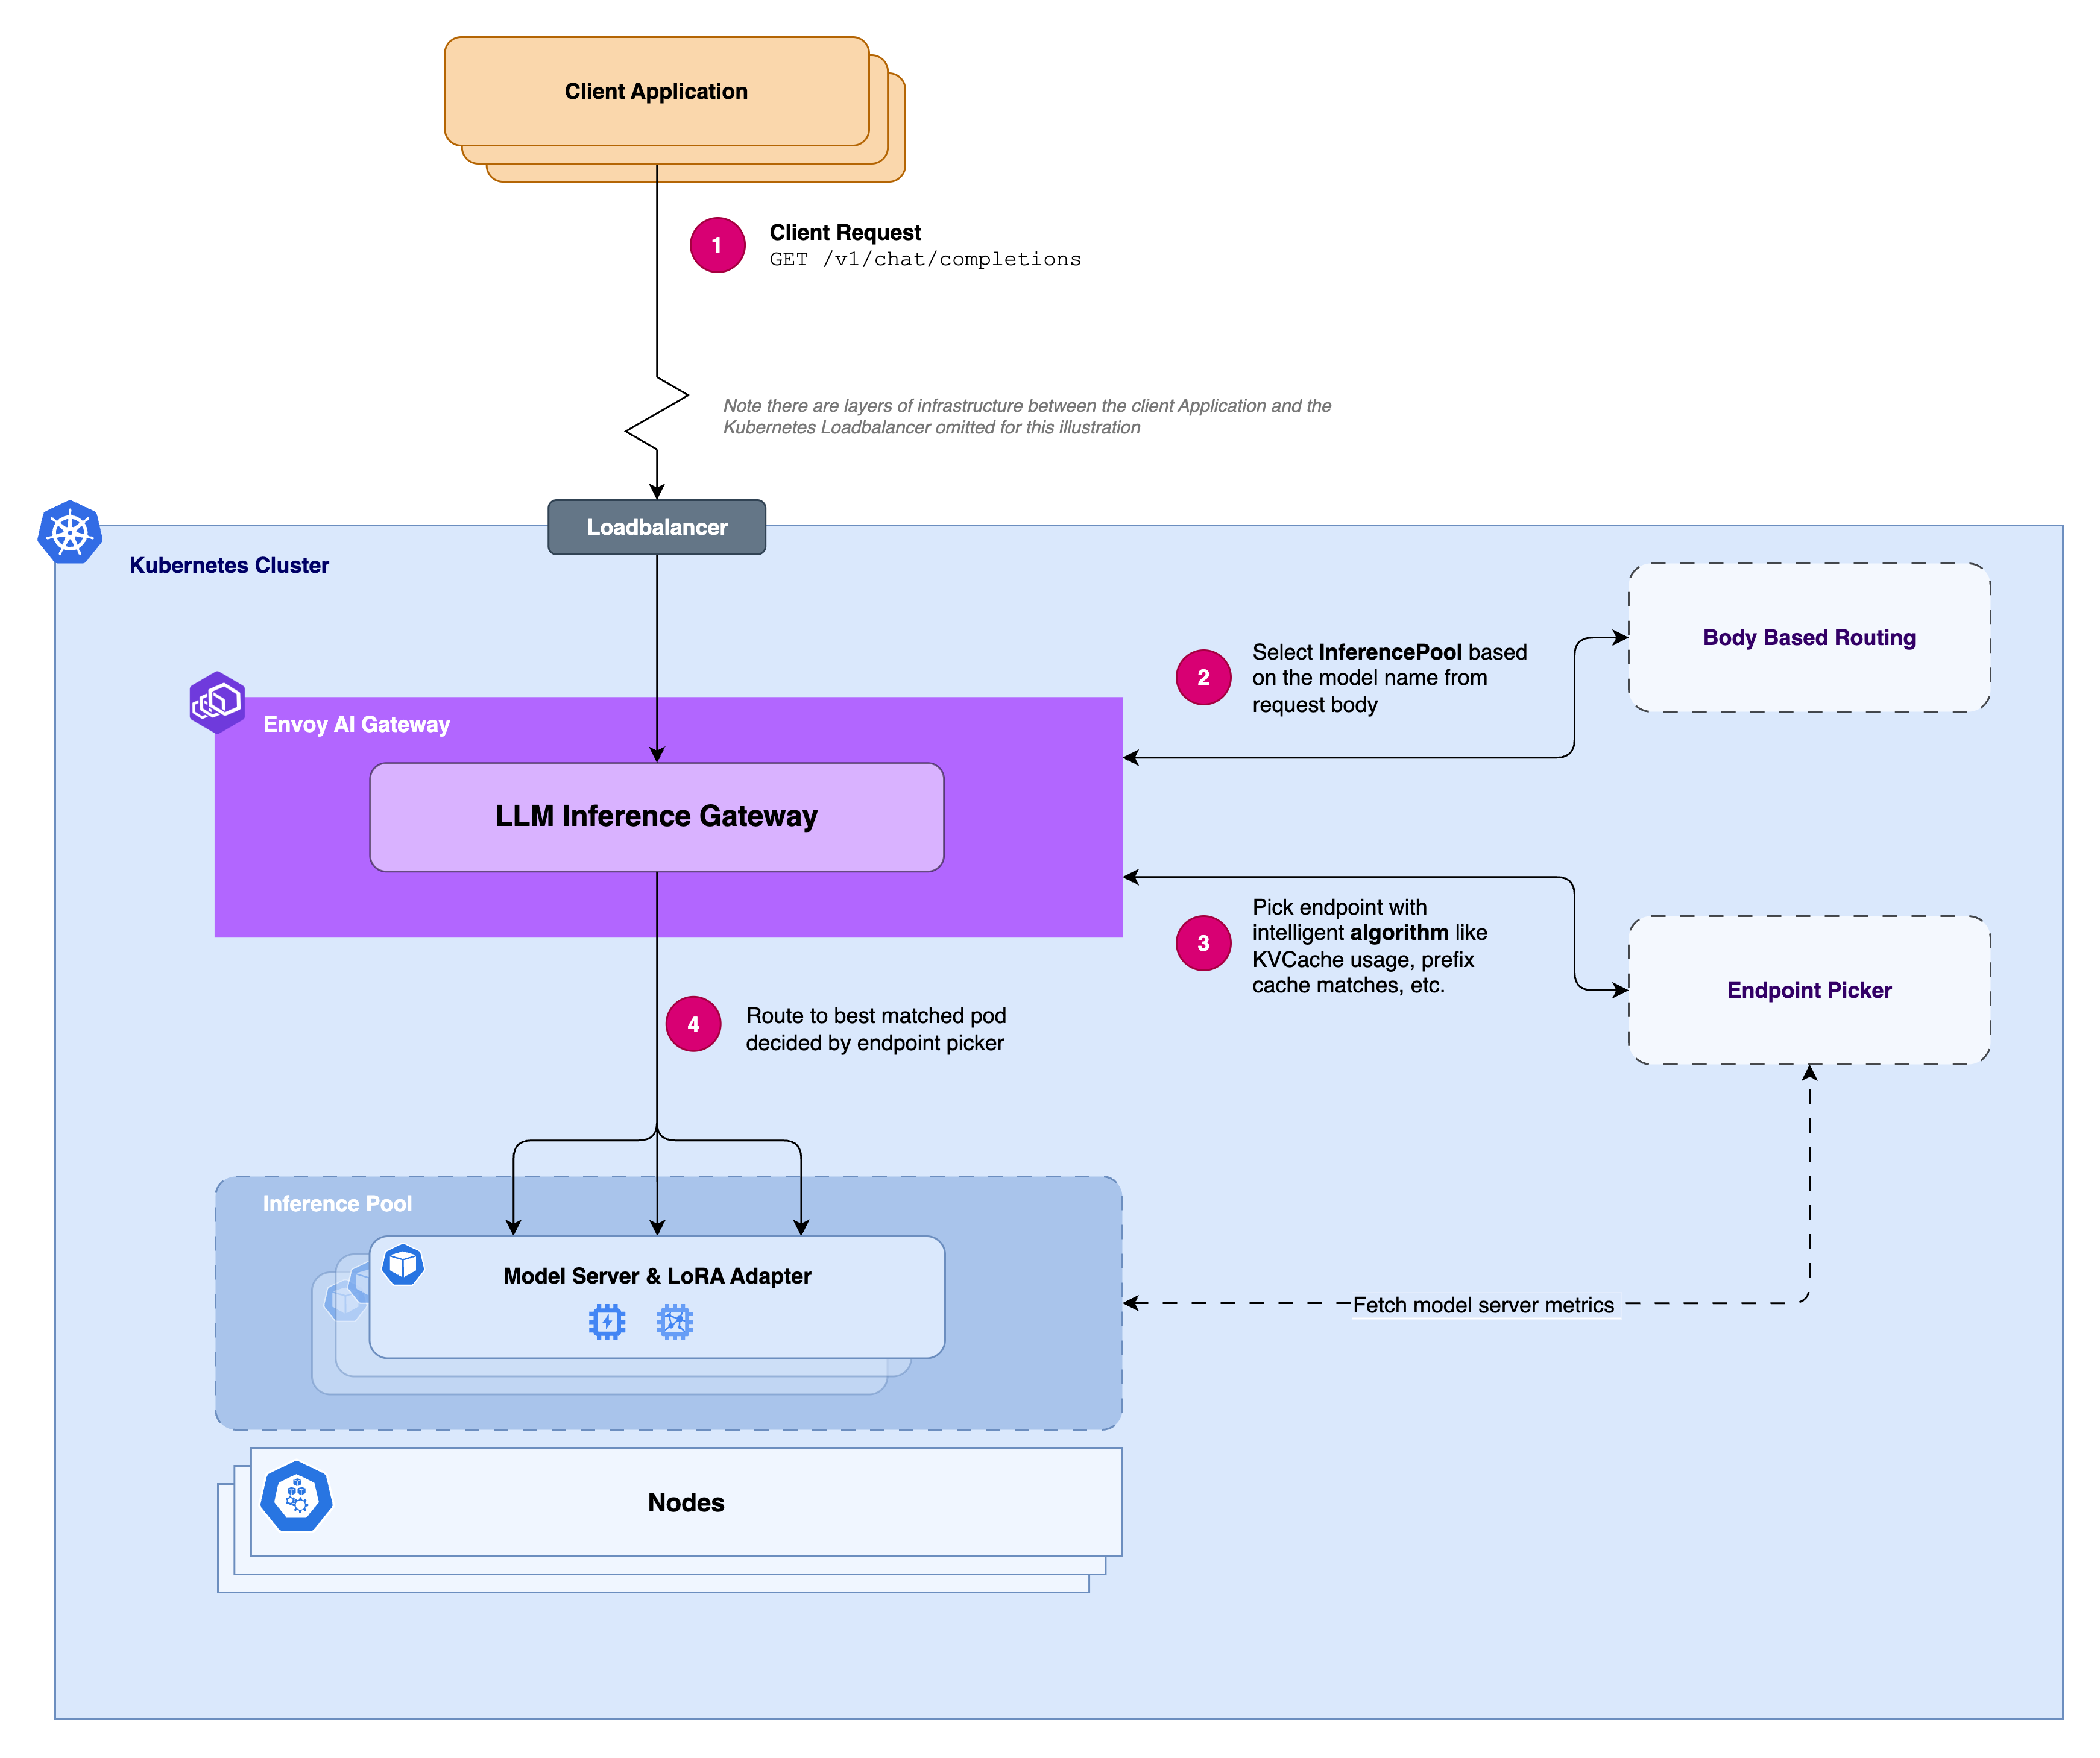 Client Application
1
Client Request
GET /v1/chat/completions
Note there are layers of infrastructure between the client Application and the
Kubernetes Loadbalancer omitted for this illustration
Loadbalancer
Kubernetes Cluster
Body Based Routing
2
Select InferencePool based
on the model name from
request body
Envoy AI Gateway
LLM Inference Gateway
3
Pick endpoint with
intelligent algorithm like
KVCache usage, prefix
cache matches, etc.
Endpoint Picker
4
Route to best matched pod
decided by endpoint picker
Inference Pool
Model Server & LoRA Adapter
Fetch model server metrics
Nodes